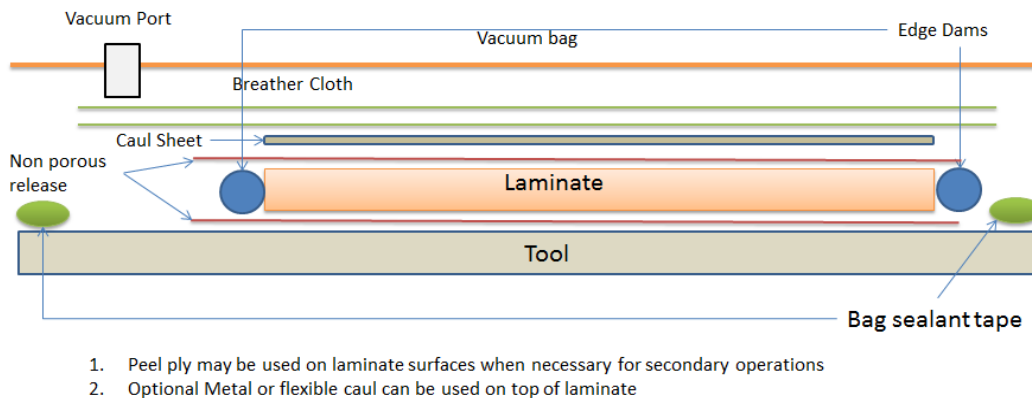 Vacuum Port
Vacuum bag
Edge Dams
Breather Cloth
Caul Sheet
Non porous
release
Laminate
Tool
Bag sealant tape
1. Peel ply may be used on laminate surfaces when necessary for secondary operations
2. Optional Metal or flexible caul can be used on top of laminate